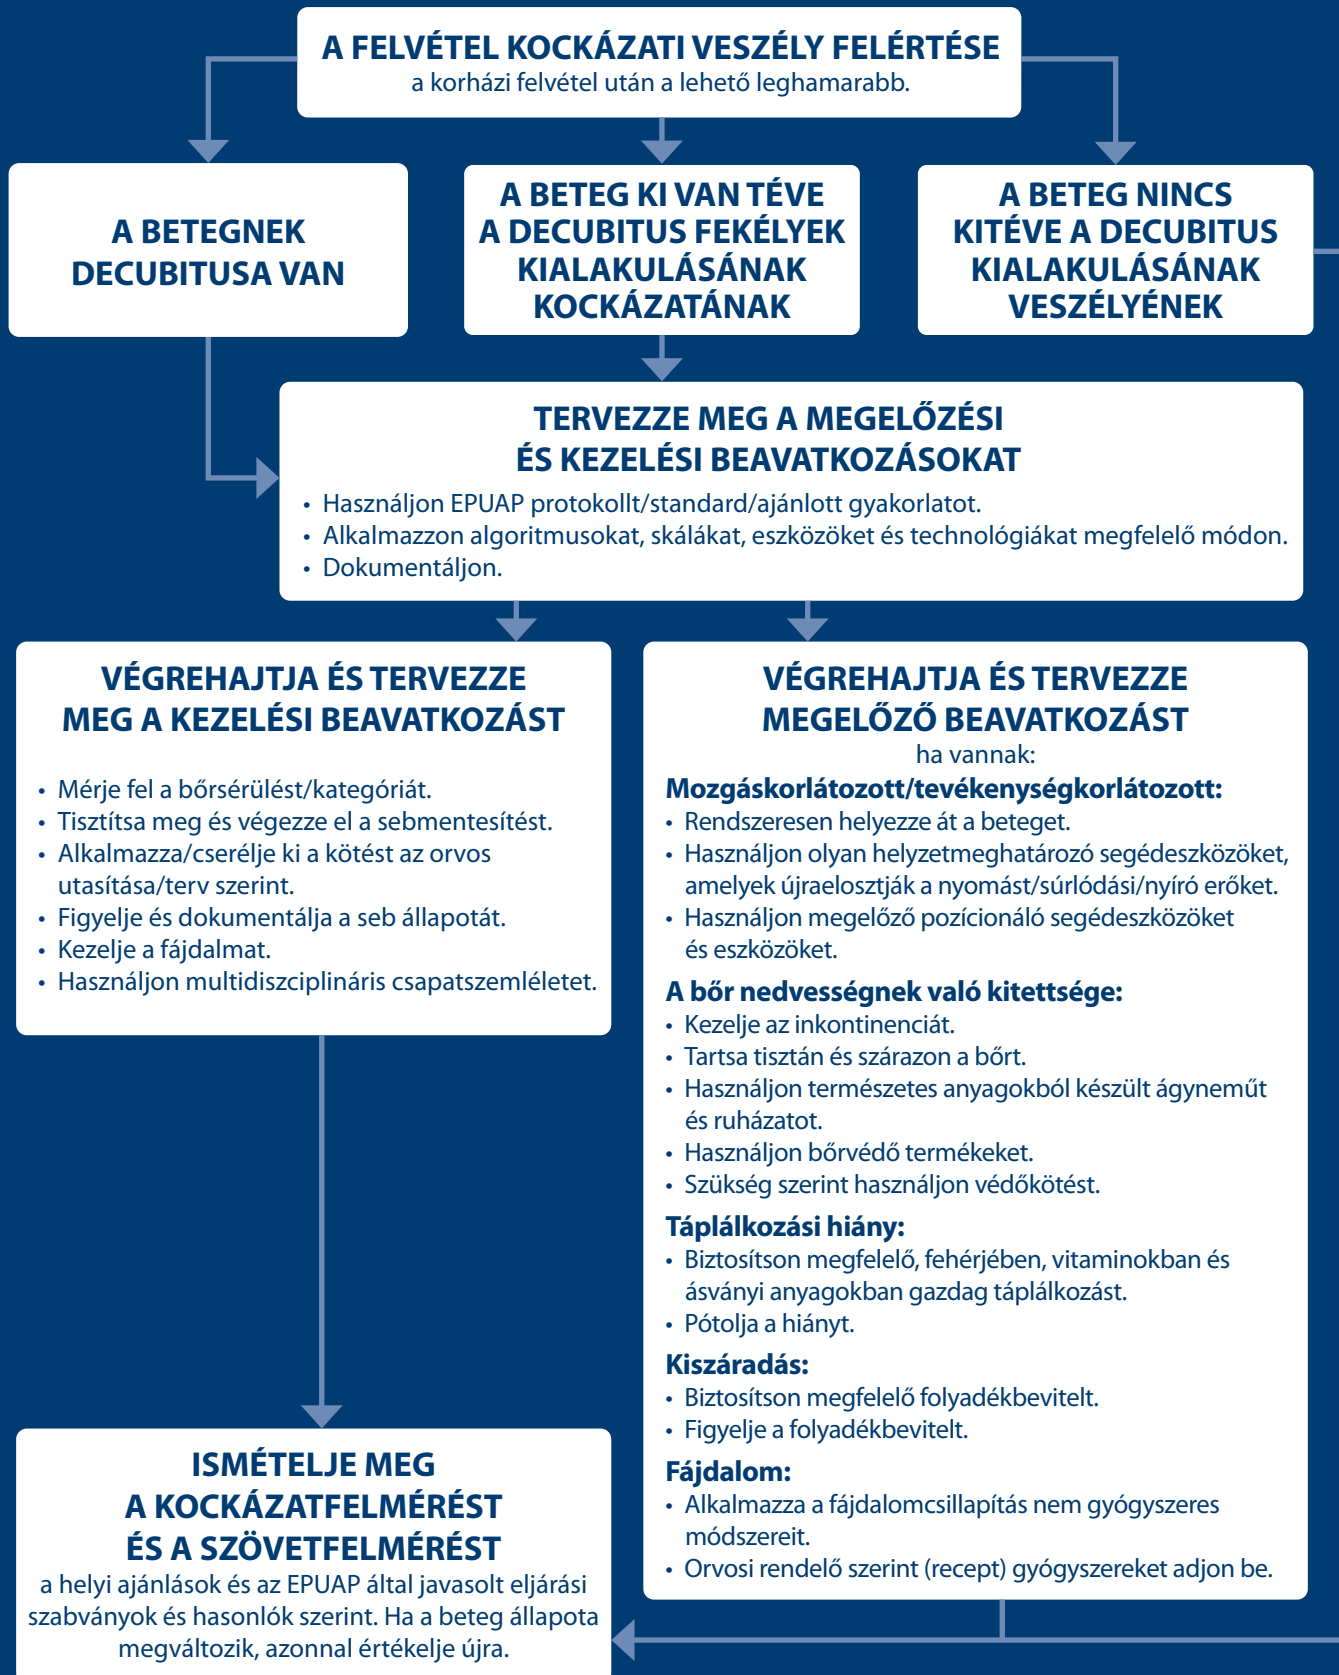 A FELVÉTEL KOCKÁZATI VESZÉLY FELÉRTÉSE
a korházi felvétel után a lehető leghamarabb.
A BETEGNEK
DECUBITUSA VAN
A BETEG KI VAN TÉVE
A DECUBITUS FEKÉLYEK
KIALAKULÁSÁNAK
KOCKÁZATÁNAK
A BETEG NINCS
KITÉVE A DECUBITUS
KIALAKULÁSÁNAK
VESZÉLYÉNEK
TERVEZZE MEG A MEGELŐZÉSI
ÉS KEZELÉSI BEAVATKOZÁSOKAT
• Használjon EPUAP protokollt/standard/ajánlott gyakorlatot.
• Alkalmazzon algoritmusokat, skálákat, eszközöket és technológiákat megfelelő módon.
• Dokumentáljon.
VÉGREHAJTJA ÉS TERVEZZE
MEG A KEZELÉSI BEAVATKOZÁST
• Mérje fel a bőrsérülést/kategóriát.
• Tisztítsa meg és végezze el a sebmentesítést.
• Alkalmazza/cserélje ki a kötést az orvos
utasítása/terv szerint.
• Figyelje és dokumentálja a seb állapotát.
• Kezelje a fájdalmat.
• Használjon multidiszciplináris csapatszemléletet.
VÉGREHAJTJA ÉS TERVEZZE
MEGELŐZŐ BEAVATKOZÁST
ha vannak:
Mozgáskorlátozott/tevékenységkorlátozott:
• Rendszeresen helyezze át a beteget.
• Használjon olyan helyzetmeghatározó segédeszközöket,
amelyek újraelosztják a nyomást/súrlódási/nyíró erőket.
• Használjon megelőző pozícionáló segédeszközöket
és eszközöket.
A bőr nedvességnek való kitettsége:
• Kezelje az inkontinenciát.
• Tartsa tisztán és szárazon a bőrt.
• Használjon természetes anyagokból készült ágyneműt
és ruházatot.
• Használjon bőrvédő termékeket.
• Szükség szerint használjon védőkötést.
Táplálkozási hiány:
• Biztosítson megfelelő, fehérjében, vitaminokban és
ásványi anyagokban gazdag táplálkozást.
• Pótolja a hiányt.
Kiszáradás:
• Biztosítson megfelelő folyadékbevitelt.
• Figyelje a folyadékbevitelt.
Fájdalom:
• Alkalmazza a fájdalomcsillapítás nem gyógyszeres
módszereit.
• Orvosi rendelő szerint (recept) gyógyszereket adjon be.
ISMÉTELJE MEG
A KOCKÁZATFELMÉRÉST
ÉS A SZÖVETFELMÉRÉST
a helyi ajánlások és az EPUAP által javasolt eljárási
szabványok és hasonlók szerint. Ha a beteg állapota
megváltozik, azonnal értékelje újra.